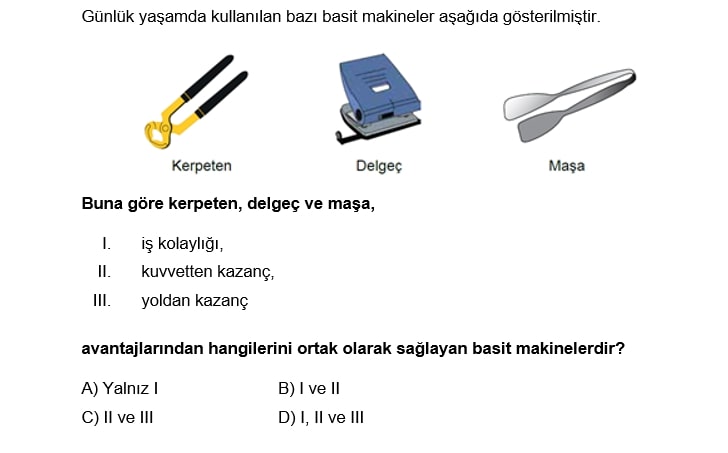 Günlük yaşamda kullanılan bazı basit makineler aşağıda gösterilmiştir.
Kerpeten Delgeç Maşa
Buna göre kerpeten, delgeç ve maşa,
I. iş kolaylığı,
II. kuvvetten kazanç,
III. yoldan kazanç
avantajlarından hangilerini ortak olarak sağlayan basit makinelerdir?
A) Yalnız I B) I ve II
C) II ve III D) I, II ve III